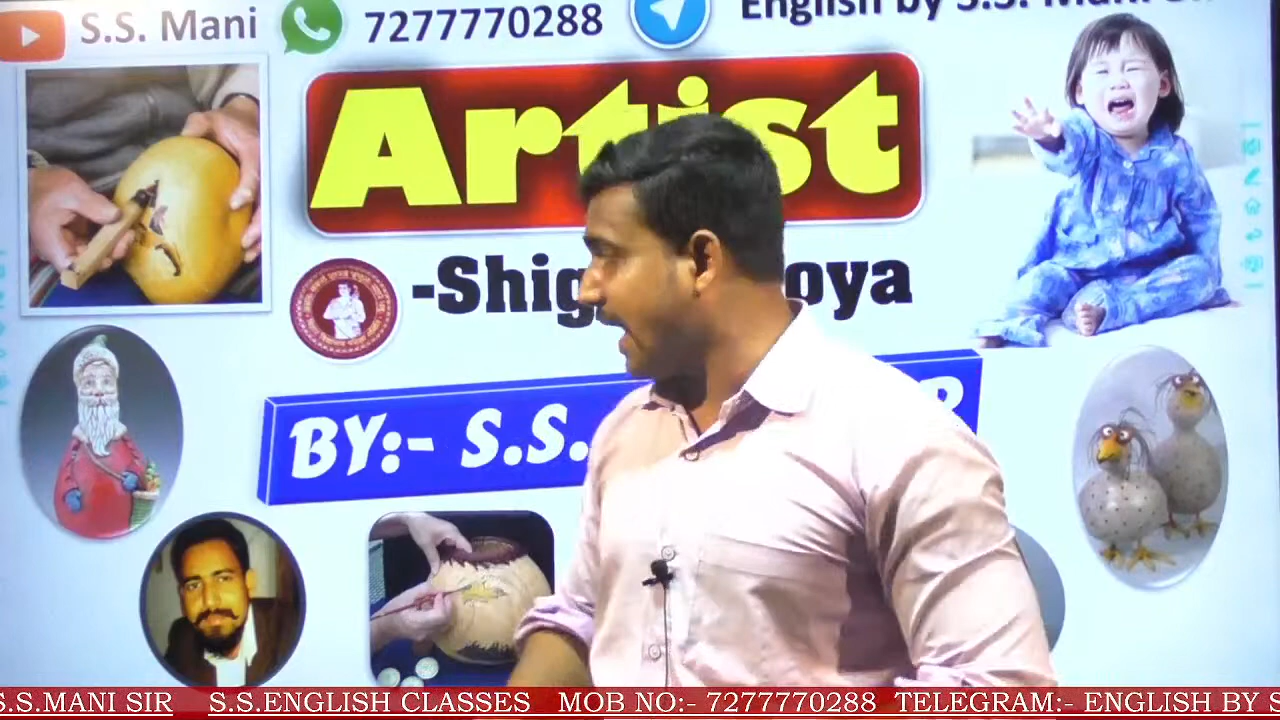 S.S. Mani
7277770288
English by S.S. Mani
Artist
-Shig oya
BY:- S.S.
S.S.MANI SIR S.S.ENGLISH CLASSES MOB NO:- 7277770288 TELEGRAM:- ENGLISH BY S